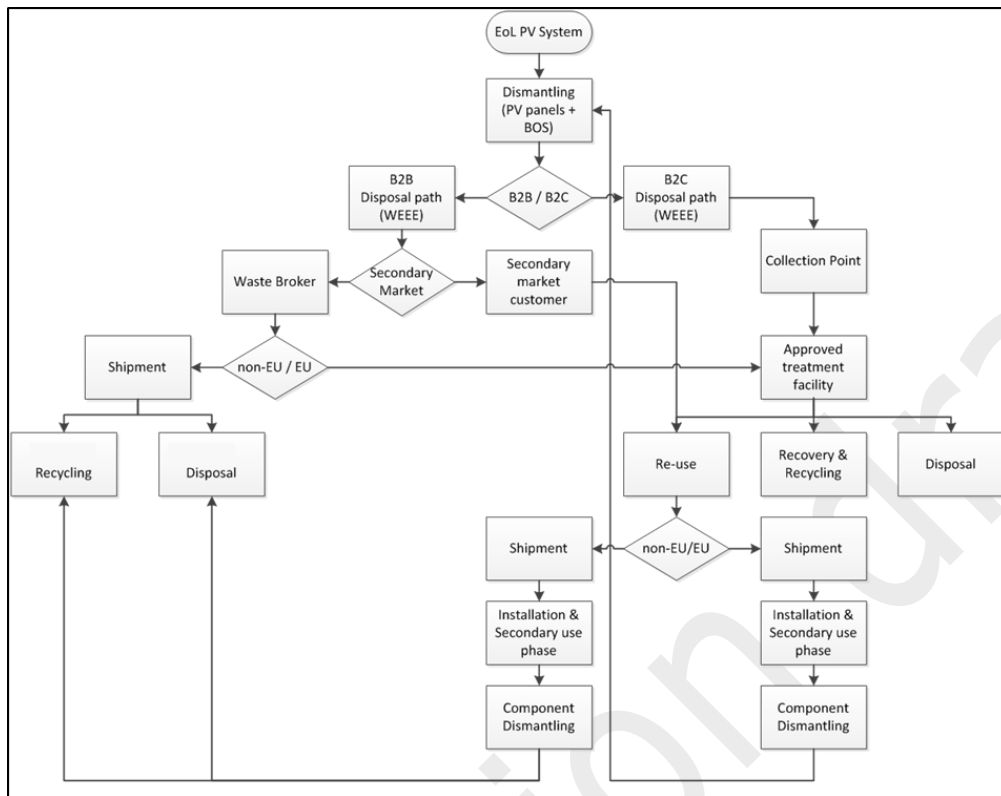 EoL PV System
Dismantling
(PV panels +
BOS)
B2B
Disposal path
(WEEE)
B2B / B2C
B2C
Disposal path
(WEEE)
Waste Broker
Secondary
Market
Secondary
market
customer
Collection Point
Shipment
non-EU / EU
Approved
treatment
facility
Recycling
Disposal
Re-use
Recovery &
Recycling
Disposal
Shipment
non-EU/EU
Shipment
Installation &
Secondary use
phase
Installation &
Secondary use
phase
Component
Dismantling
Component
Dismantling